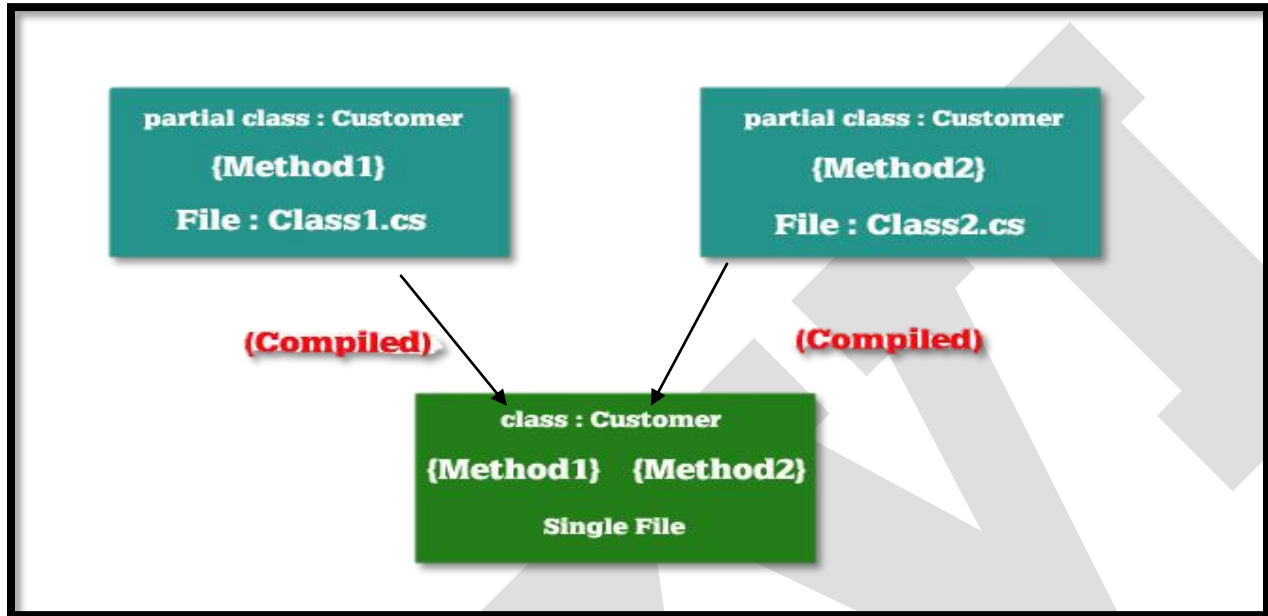 partial class : Customer
{Method1}
File : Class1.cs
partial class : Customer
{Method2}
File : Class2.cs
(Compiled)
(Compiled)
class : Customer
{Method1} {Method2}
Single File